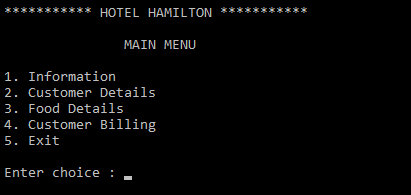 *********** HOTEL HAMILTON ***********
MAIN MENU
1. Information
2. Customer Details
3. Food Details
4. Customer Billing
5. Exit
Enter choice : _